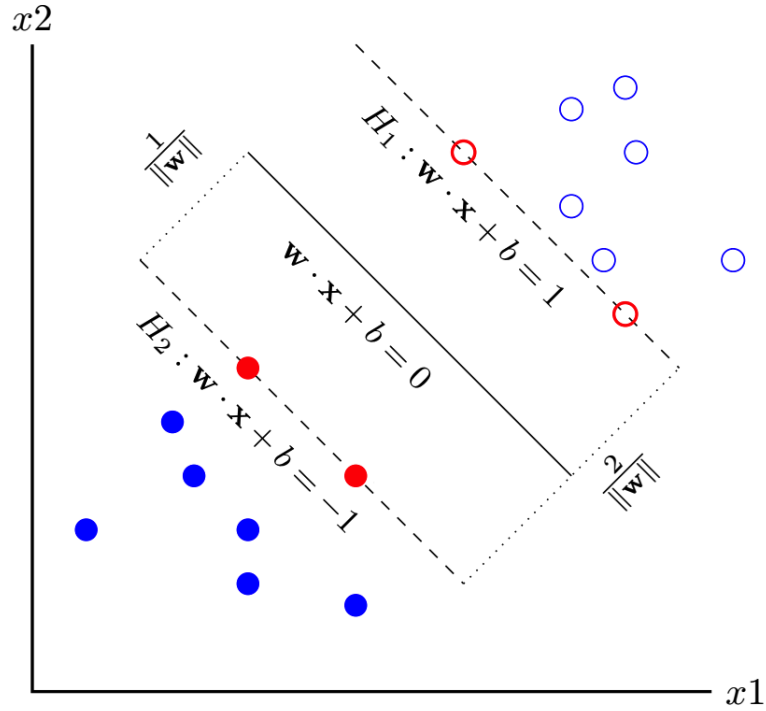 x2
1
‖w‖
H₁ : w · x + b = 1
w · x + b = 0
H₂ : w · x + b = −1
2
‖w‖
x1